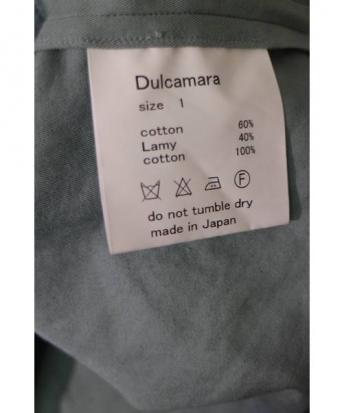 Dulcamara
size 1
cotton 60%
Lamy 40%
cotton 100%
F
do not tumble dry
made in Japan